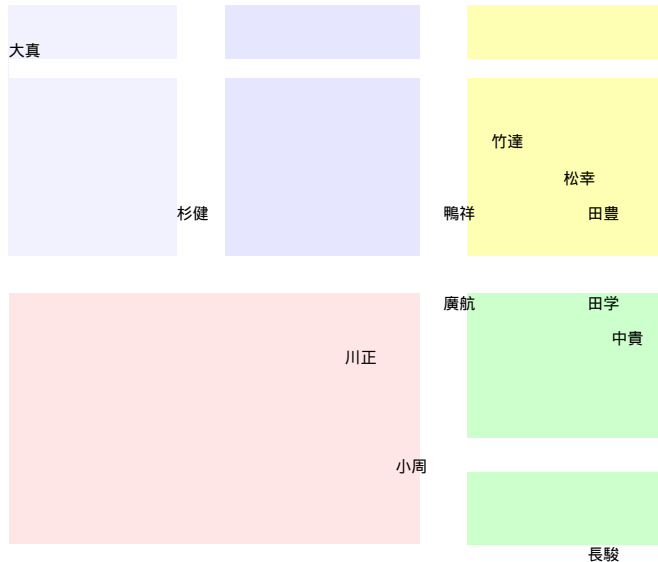 大真
竹達
松幸
杉健
鴨祥
田豊
廣航
田学
中貴
川正
小周
長駿